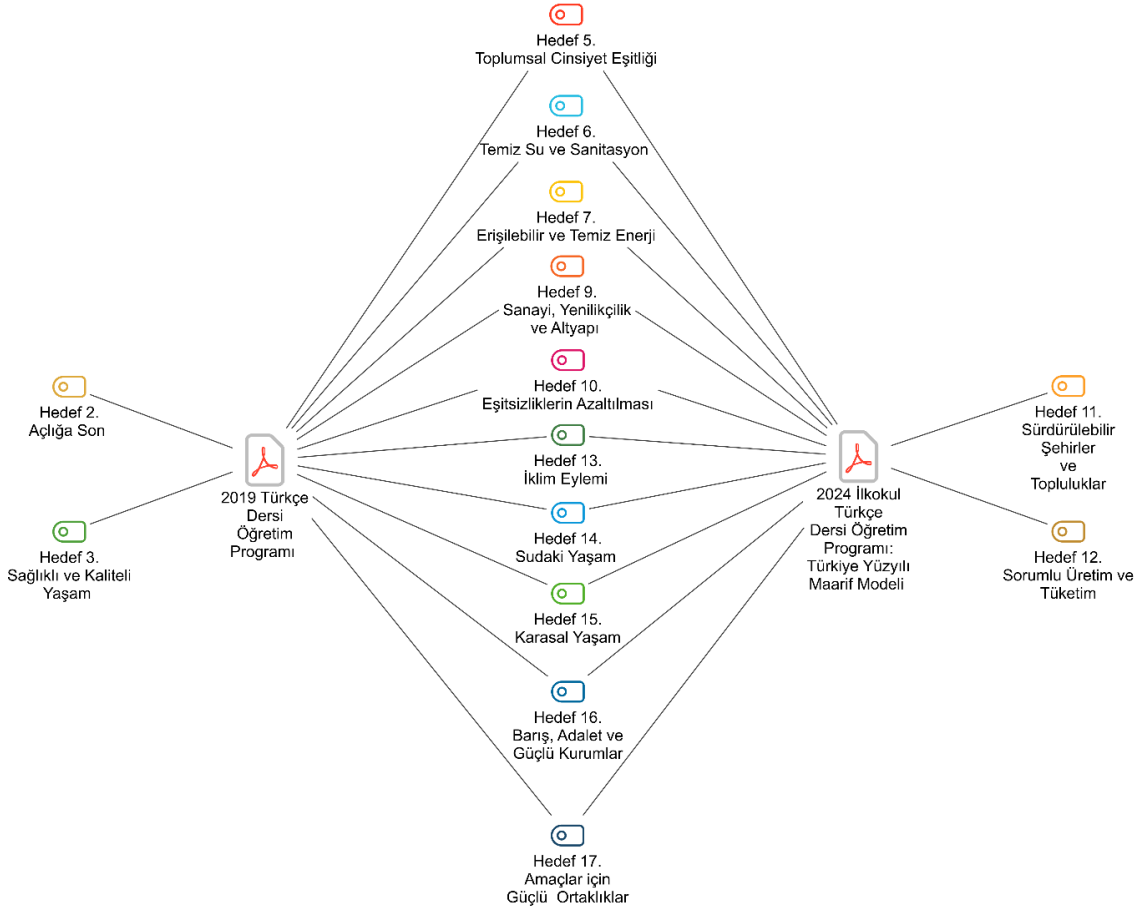 Hedef 5.
Toplumsal Cinsiyet Eşitliği
Hedef 6.
Temiz Su ve Sanitasyon
Hedef 7.
Erişilebilir ve Temiz Enerji
Hedef 9.
Sanayi, Yenilikçilik
ve Altyapı
Hedef 10.
Eşitsizliklerin Azaltılması
Hedef 13.
İklim Eylemi
Hedef 14.
Sudaki Yaşam
Hedef 15.
Karasal Yaşam
Hedef 16.
Barış, Adalet ve
Güçlü Kurumlar
Hedef 17.
Amaçlar için
Güçlü Ortaklıklar
Hedef 2.
Açlığa Son
Hedef 3.
Sağlıklı ve Kaliteli
Yaşam
2019 Türkçe
Dersi
Öğretim
Programı
2024 İlkokul
Türkçe
Dersi Öğretim
Programı:
Türkiye Yüzyılı
Maarif Modeli
Hedef 11.
Sürdürülebilir
Şehirler
ve
Topluluklar
Hedef 12.
Sorumlu Üretim ve
Tüketim